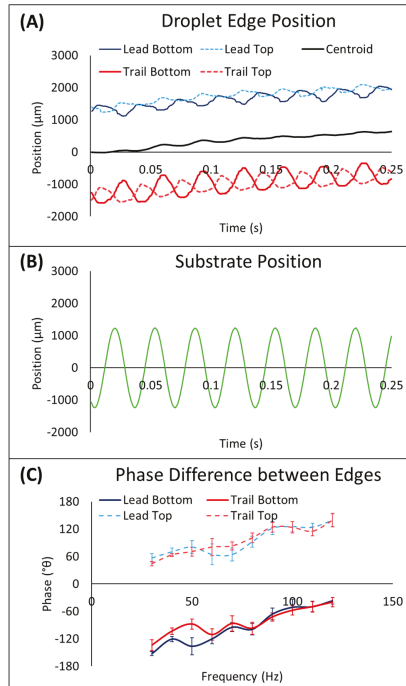 (A) Droplet Edge Position
Lead Bottom Lead Top Centroid
Trail Bottom Trail Top
Position (µm)
3000
2000
1000
0
-1000
-2000
0 0.05 0.1 0.15 0.2 0.25
Time (s)
(B) Substrate Position
Position (µm)
3000
2000
1000
0
-1000
-2000
0 0.05 0.1 0.15 0.2 0.25
Time (s)
(C) Phase Difference between Edges
Lead Bottom Trail Bottom
Lead Top Trail Top
Phase (°θ)
180
120
60
0
-60
-120
-180
0 50 100 150
Frequency (Hz)